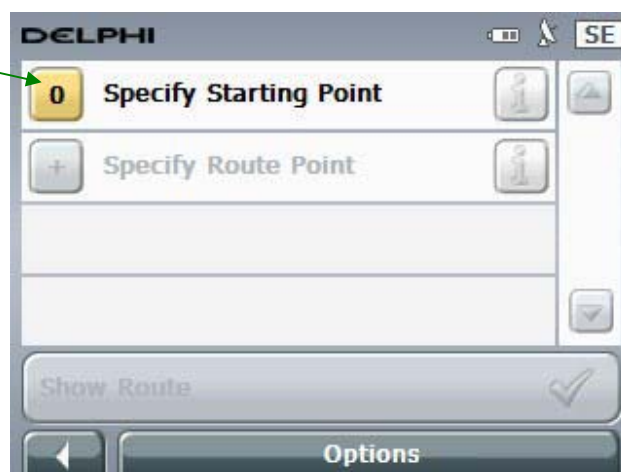 DELPHI SE
0 Specify Starting Point
+ Specify Route Point
Show Route
Options